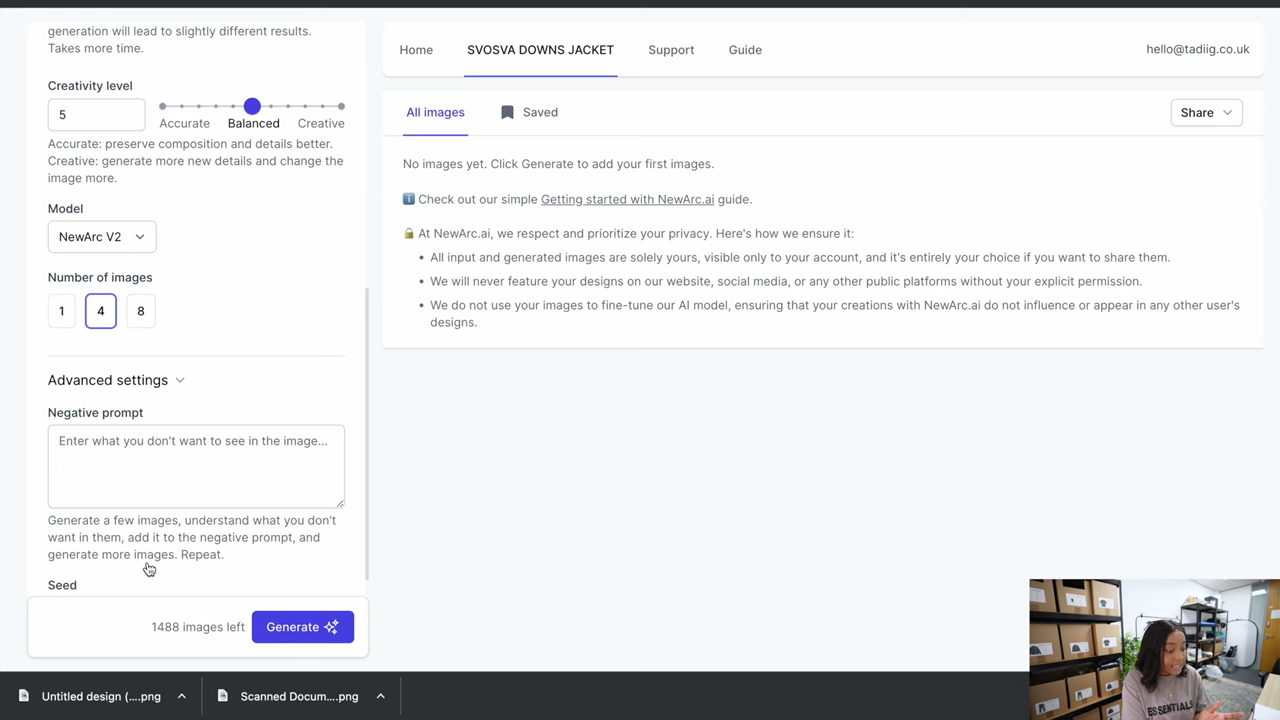 generation will lead to slightly different results.
Takes more time.
Creativity level
5
Accurate
Balanced
Creative
Accurate: preserve composition and details better.
Creative: generate more new details and change the
image more.
Model
NewArc V2
Number of images
1
4
8
Advanced settings
Negative prompt
Enter what you don't want to see in the image...
Generate a few images, understand what you don't
want in them, add it to the negative prompt, and
generate more images. Repeat.
Seed
1488 images left
Generate
Home
SVOSVA DOWNS JACKET
Support
Guide
hello@tadiig.co.uk
All images
Saved
Share
No images yet. Click Generate to add your first images.
Check out our simple Getting started with NewArc.ai guide.
At NewArc.ai, we respect and prioritize your privacy. Here's how we ensure it:
• All input and generated images are solely yours, visible only to your account, and it's entirely your choice if you want to share them.
• We will never feature your designs on our website, social media, or any other public platforms without your explicit permission.
• We do not use your images to fine-tune our AI model, ensuring that your creations with NewArc.ai do not influence or appear in any other user's
designs.
Untitled design (....png
Scanned Docum....png
ESSENTIALS